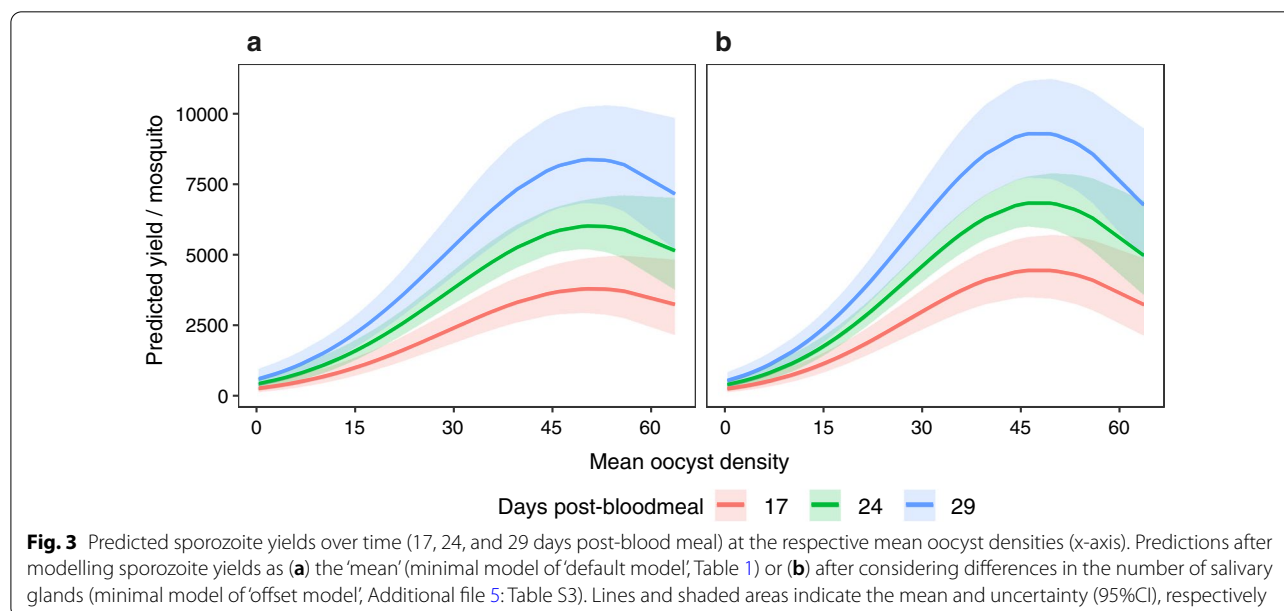 a
b
Predicted yield / mosquito
10000
7500
5000
2500
0
0 15 30 45 60
0 15 30 45 60
Mean oocyst density
Days post-bloodmeal 17 24 29
Fig. 3 Predicted sporozoite yields over time (17, 24, and 29 days post-blood meal) at the respective mean oocyst densities (x-axis). Predictions after
modelling sporozoite yields as (a) the 'mean' (minimal model of 'default model', Table 1) or (b) after considering differences in the number of salivary
glands (minimal model of 'offset model', Additional file 5: Table S3). Lines and shaded areas indicate the mean and uncertainty (95%CI), respectively